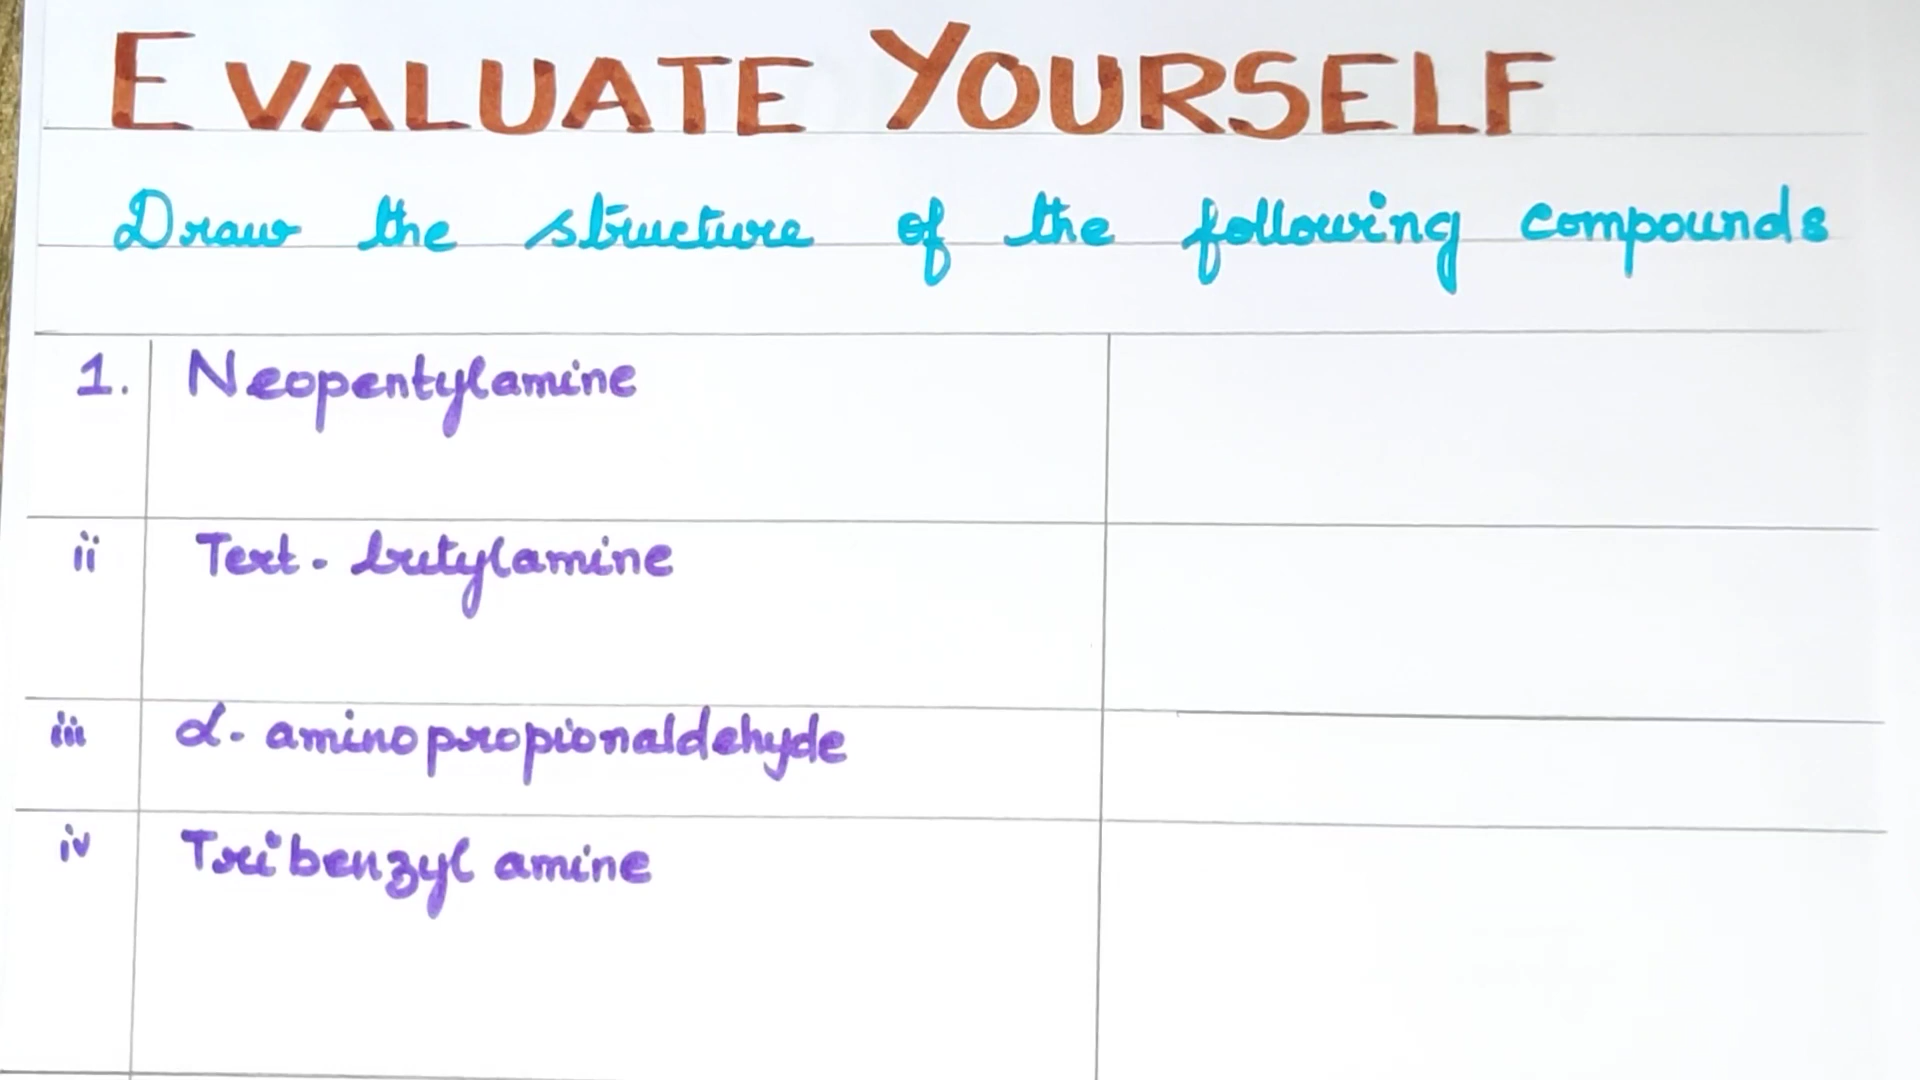 EVALUATE YOURSELF
Draw the structure of the following compounds
1. Neopentylamine
ii Tert. butylamine
iii α- aminopropionaldehyde
iv Tribenzyl amine